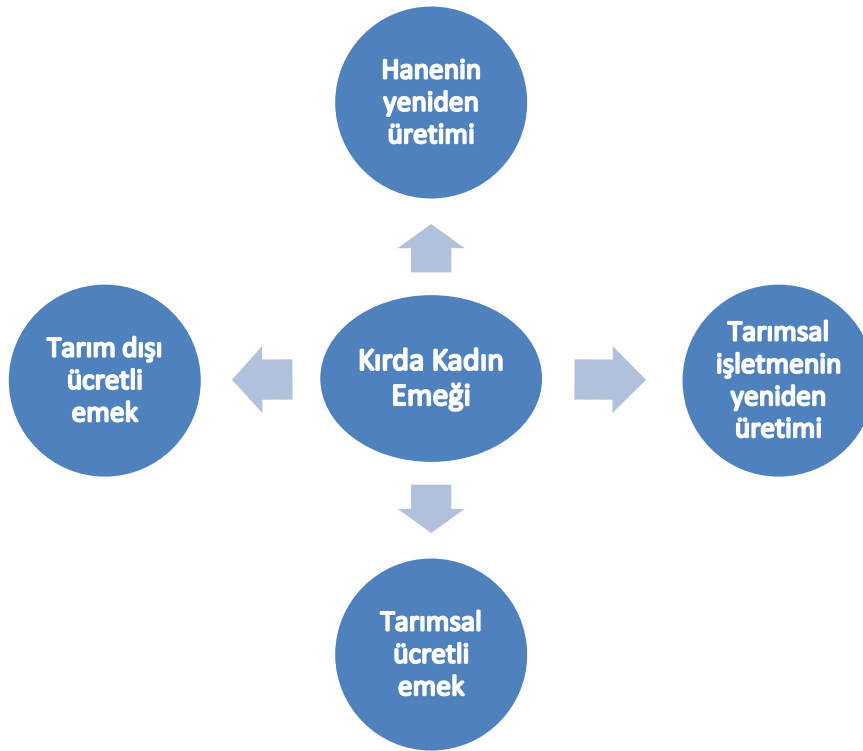 Hanenin
yeniden
üretimi
Tarım dışı
ücretli
emek
Kırda Kadın
Emeği
Tarımsal
işletmenin
yeniden
üretimi
Tarımsal
ücretli
emek